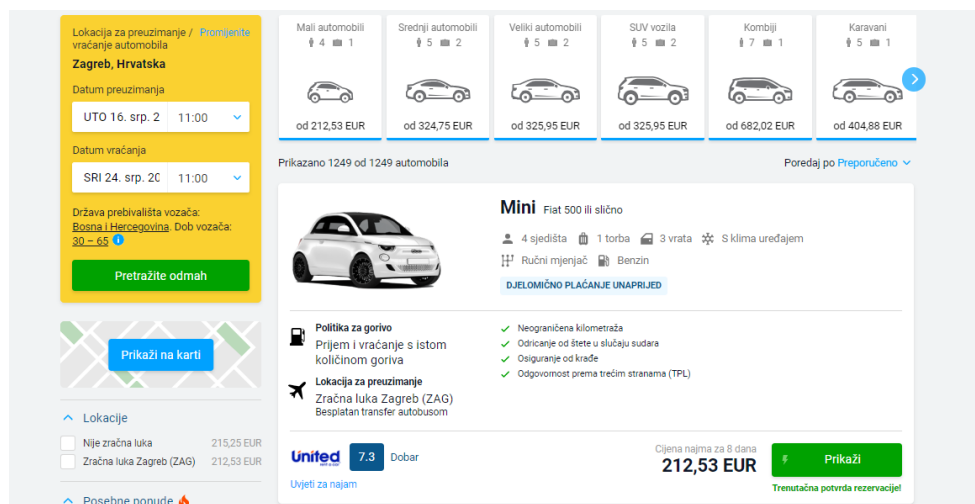 Lokacija za preuzimanje / Promijenite
vraćanje automobila
Zagreb, Hrvatska
Datum preuzimanja
UTO 16. srp. 2 11:00
Datum vraćanja
SRI 24. srp. 20 11:00
Država prebivališta vozača:
Bosna i Hercegovina. Dob vozača:
30 – 65
Pretražite odmah
Prikaži na karti
Lokacije
Nije zračna luka 215,25 EUR
Zračna luka Zagreb (ZAG) 212,53 EUR
Posebne ponude
Mali automobili
4 1
od 212,53 EUR
Srednji automobili
5 2
od 324,75 EUR
Veliki automobili
5 2
od 325,95 EUR
SUV vozila
5 2
od 325,95 EUR
Kombiji
7 1
od 682,02 EUR
Karavani
5 1
od 404,88 EUR
Prikazano 1249 od 1249 automobila
Poredaj po Preporučeno
Mini Fiat 500 ili slično
4 sjedišta 1 torba 3 vrata S klima uređajem
Ručni mjenjač Benzin
DJELOMIČNO PLAĆANJE UNAPRIJED
Politika za gorivo
Prijem i vraćanje s istom
količinom goriva
Lokacija za preuzimanje
Zračna luka Zagreb (ZAG)
Besplatan transfer autobusom
Neograničena kilometraža
Odricanje od štete u slučaju sudara
Osiguranje od krađe
Odgovornost prema trećim stranama (TPL)
United
7.3 Dobar
Uvjeti za najam
Cijena najma za 8 dana
212,53 EUR
Prikaži
Trenutačna potvrda rezervacije!